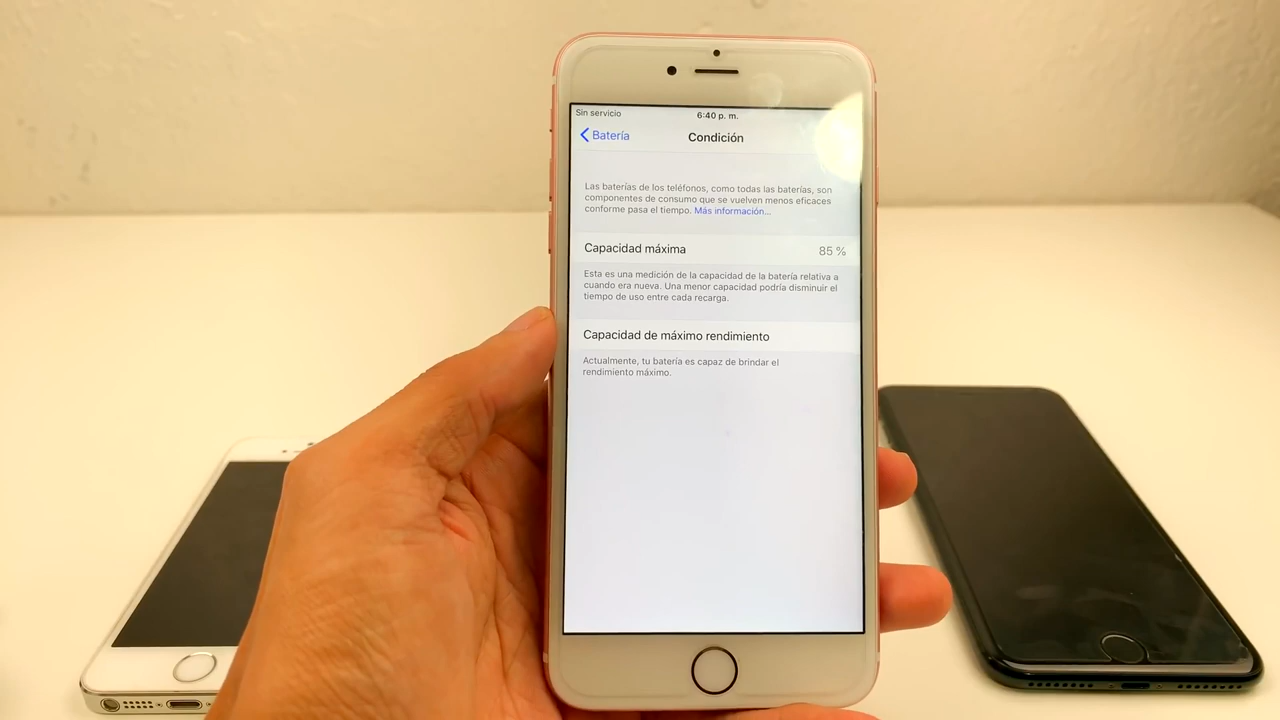 Sin servicio
6:40 p. m.
Batería
Condición
Las baterías de los teléfonos, como todas las baterías, son
componentes de consumo que se vuelven menos eficaces
conforme pasa el tiempo. Más información...
Capacidad máxima
85 %
Esta es una medición de la capacidad de la batería relativa a
cuando era nueva. Una menor capacidad podría disminuir el
tiempo de uso entre cada recarga.
Capacidad de máximo rendimiento
Actualmente, tu batería es capaz de brindar el
rendimiento máximo.